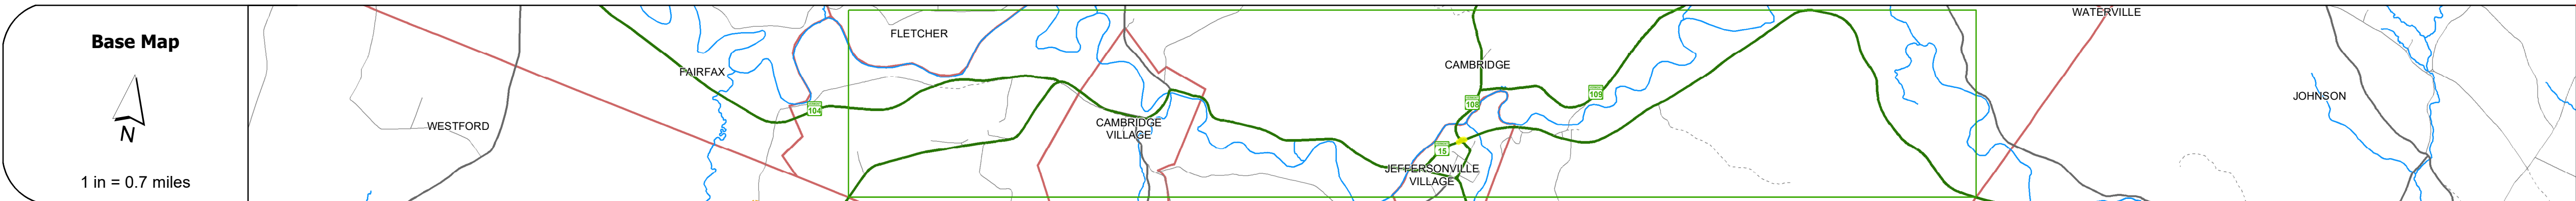 Base Map
N
1 in = 0.7 miles
WESTFORD
FAIRFAX
104
FLETCHER
CAMBRIDGE
VILLAGE
CAMBRIDGE
108
109
15
JEFFERSONVILLE
VILLAGE
WATERVILLE
JOHNSON